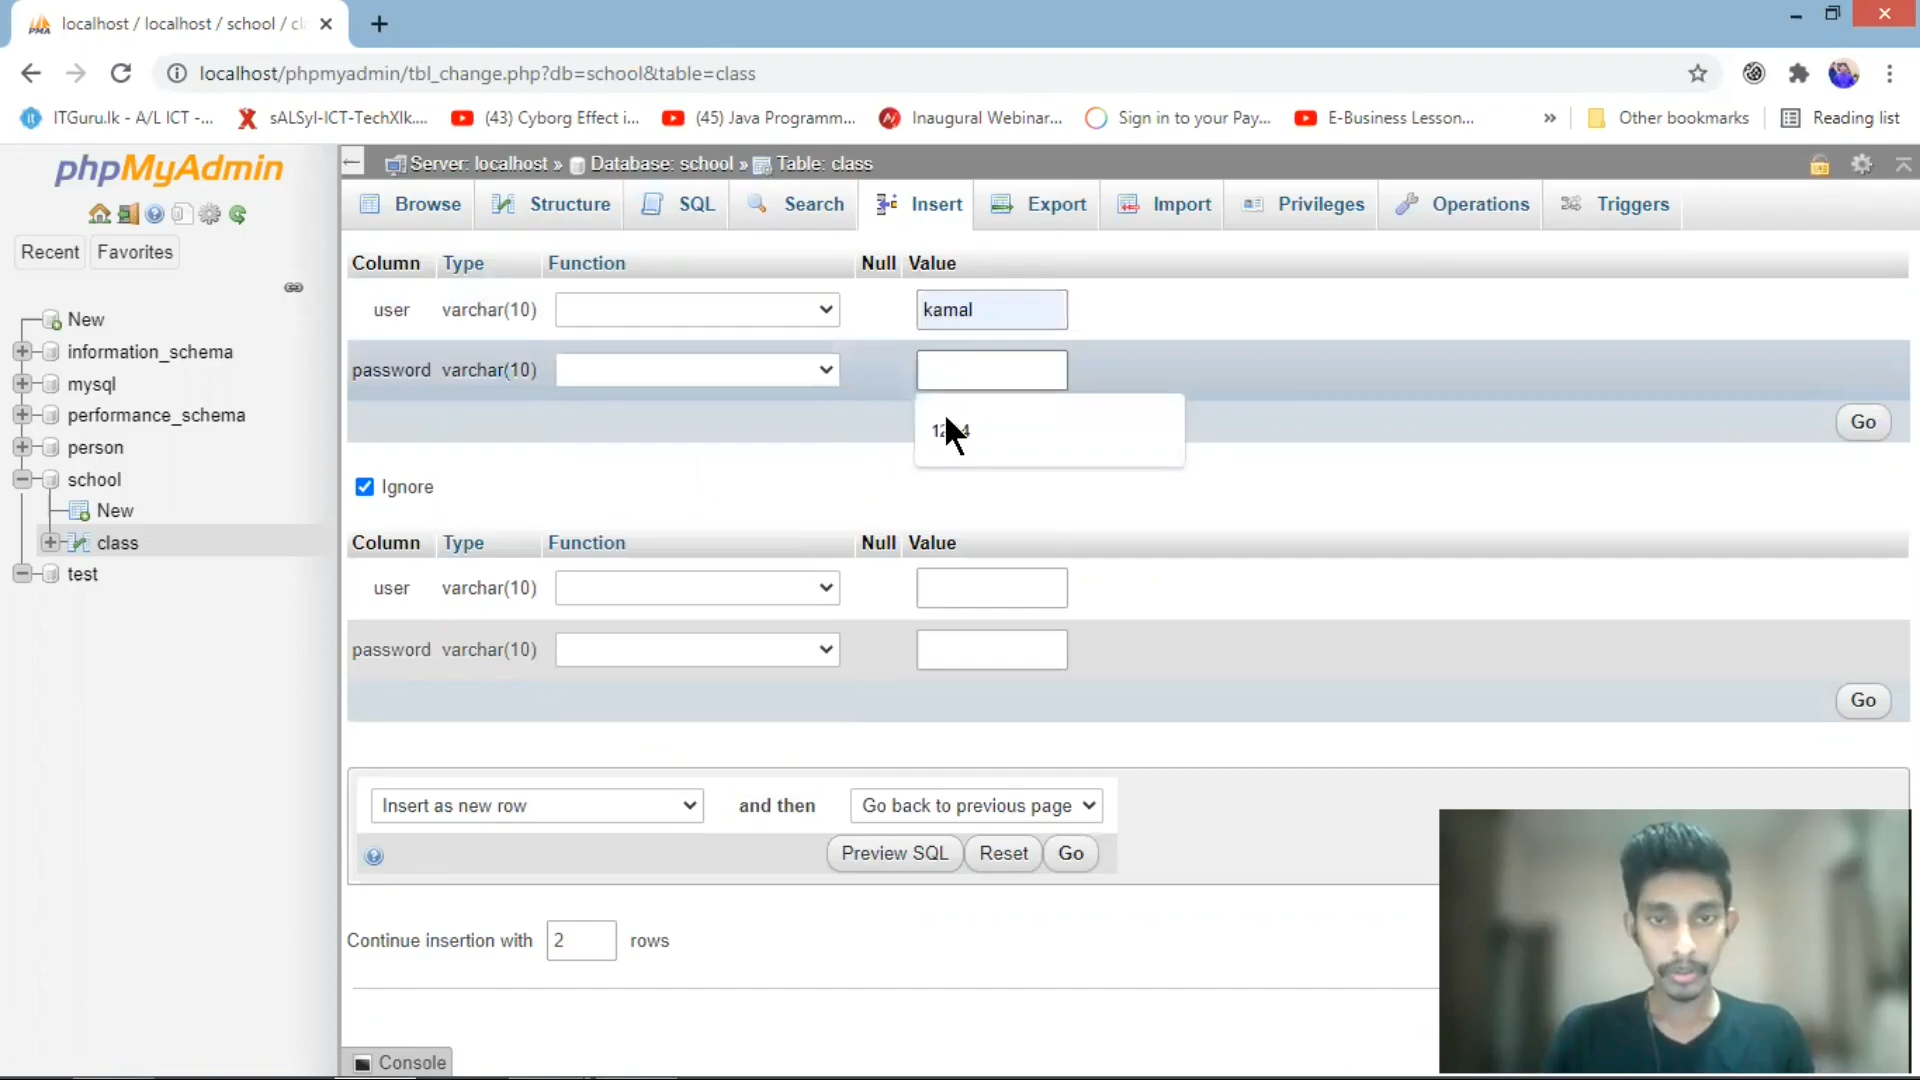 localhost / localhost / school / cl
localhost/phpmyadmin/tbl_change.php?db=school&table=class
ITGuru.lk - A/L ICT -... sALSyl-ICT-TechXlk.... (43) Cyborg Effect i... (45) Java Programm... Inaugural Webinar... Sign in to your Pay... E-Business Lesson... » Other bookmarks Reading list
phpMyAdmin
Recent Favorites
New
information_schema
mysql
performance_schema
person
school
New
class
test
Server: localhost » Database: school » Table: class
Browse Structure SQL Search Insert Export Import Privileges Operations Triggers
Column Type Function Null Value
user varchar(10) kamal
password varchar(10)
Go
Ignore
Column Type Function Null Value
user varchar(10)
password varchar(10)
Go
Insert as new row and then Go back to previous page
Preview SQL Reset Go
Continue insertion with 2 rows
Console